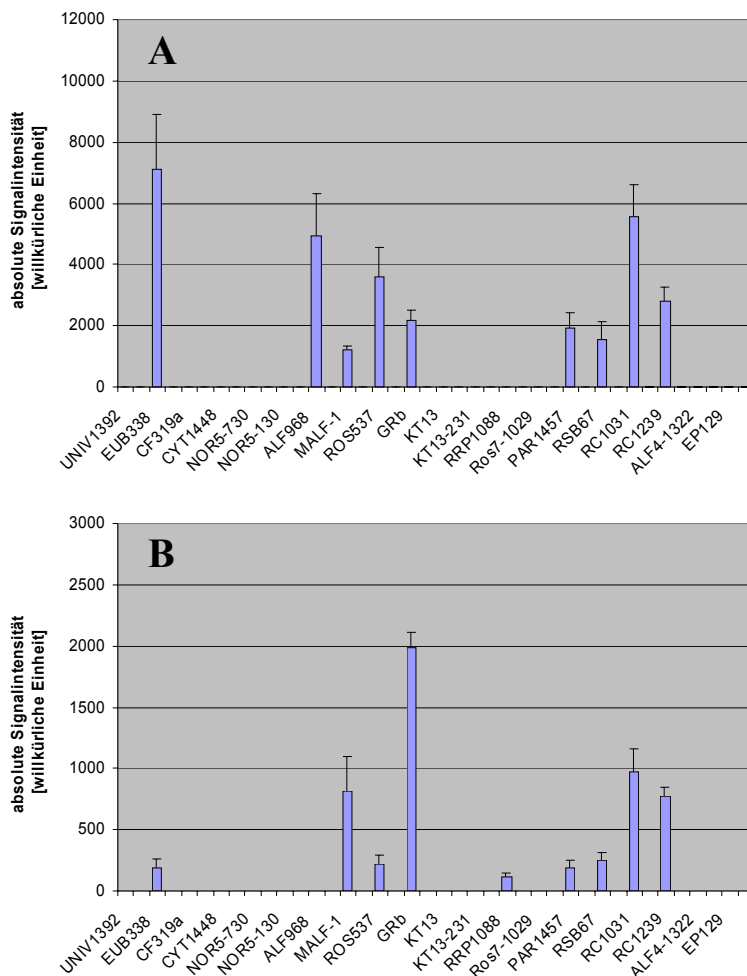 A
absolute Signalintensität
[willkürliche Einheit]
12000
10000
8000
6000
4000
2000
0
UNIV1392
EUB338
CF319a
CYT1448
NOR5-730
NOR5-130
ALF968
MALF-1
ROS537
GRb
KT13
KT13-231
RRP1088
Ros7-1029
PAR1457
RSB67
RC1031
RC1239
ALF4-1322
EP129
B
absolute Signalintensität
[willkürliche Einheit]
3000
2500
2000
1500
1000
500
0
UNIV1392
EUB338
CF319a
CYT1448
NOR5-730
NOR5-130
ALF968
MALF-1
ROS537
GRb
KT13
KT13-231
RRP1088
Ros7-1029
PAR1457
RSB67
RC1031
RC1239
ALF4-1322
EP129